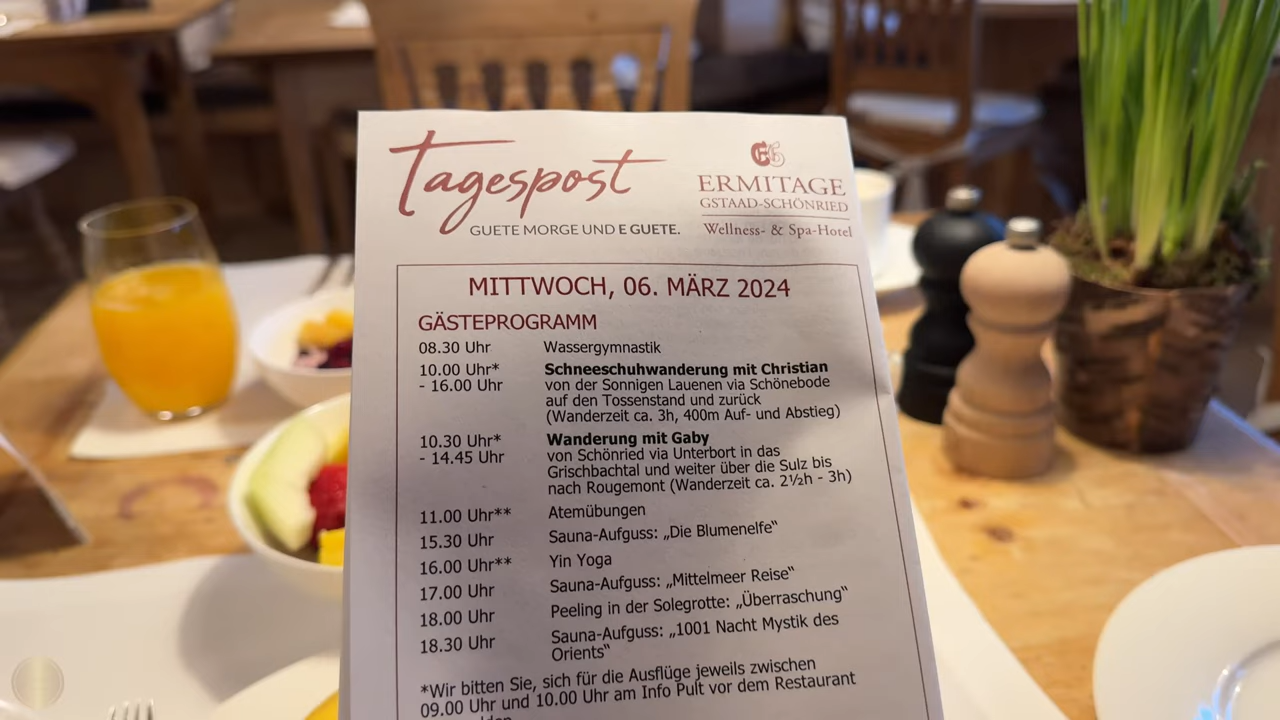 Tagespost
GUETE MORGE UND E GUETE.
ERMITAGE
GSTAAD-SCHÖNRIED
Wellness- & Spa-Hotel
MITTWOCH, 06. MÄRZ 2024
GÄSTEPROGRAMM
08.30 Uhr Wassergymnastik
10.00 Uhr* Schneeschuhwanderung mit Christian
- 16.00 Uhr von der Sonnigen Lauenen via Schönebode
auf den Tossenstand und zurück
(Wanderzeit ca. 3h, 400m Auf- und Abstieg)
10.30 Uhr* Wanderung mit Gaby
- 14.45 Uhr von Schönried via Unterbort in das
Grischbachtal und weiter über die Sulz bis
nach Rougemont (Wanderzeit ca. 2½h - 3h)
11.00 Uhr** Atemübungen
15.30 Uhr Sauna-Aufguss: „Die Blumenelfe“
16.00 Uhr** Yin Yoga
17.00 Uhr Sauna-Aufguss: „Mittelmeer Reise“
18.00 Uhr Peeling in der Solegrotte: „Überraschung“
18.30 Uhr Sauna-Aufguss: „1001 Nacht Mystik des
Orients“
*Wir bitten Sie, sich für die Ausflüge jeweils zwischen
09.00 Uhr und 10.00 Uhr am Info Pult vor dem Restaurant